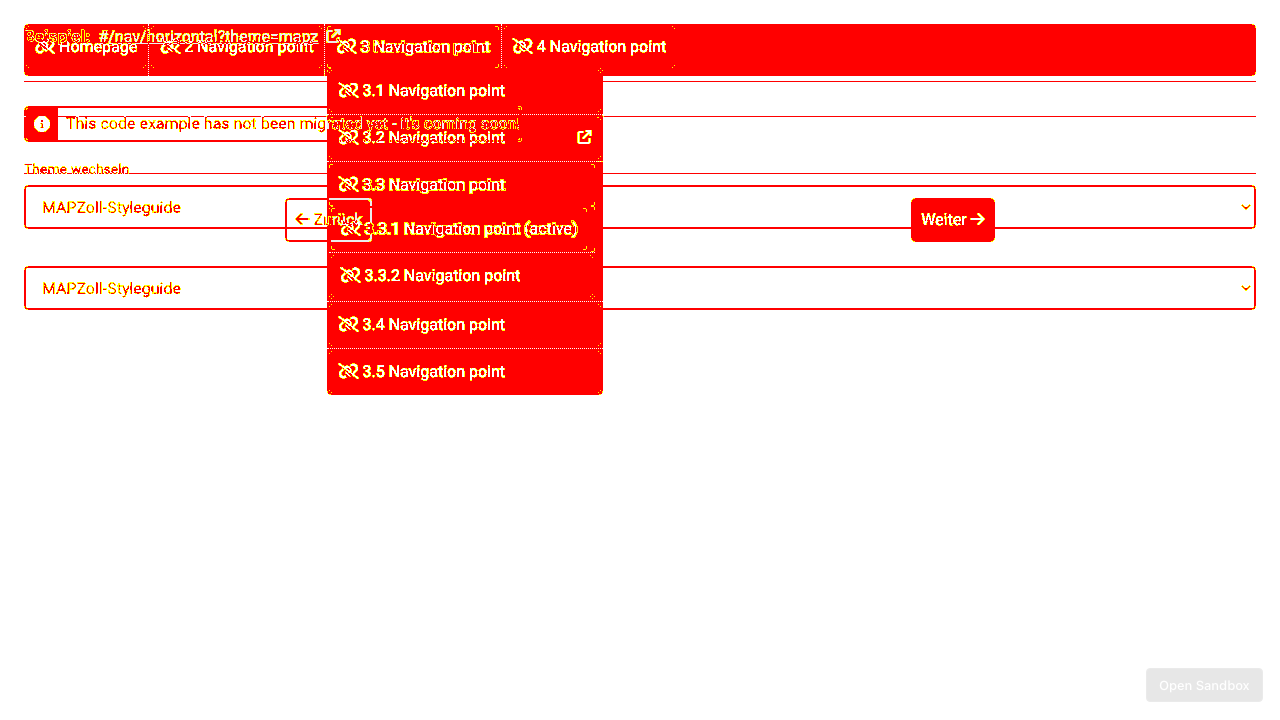 Beispiel: #/nav/horizontal?theme=mapz
Homepage 2 Navigation point 3 Navigation point 4 Navigation point
3.1 Navigation point
This code example has not been migrated yet - it's coming soon!
3.2 Navigation point
Theme wechseln
3.3 Navigation point
MAPZoll-Styleguide
Zurück
Weiter
3.3.1 Navigation point (active)
3.3.2 Navigation point
MAPZoll-Styleguide
3.4 Navigation point
3.5 Navigation point
Open Sandbox